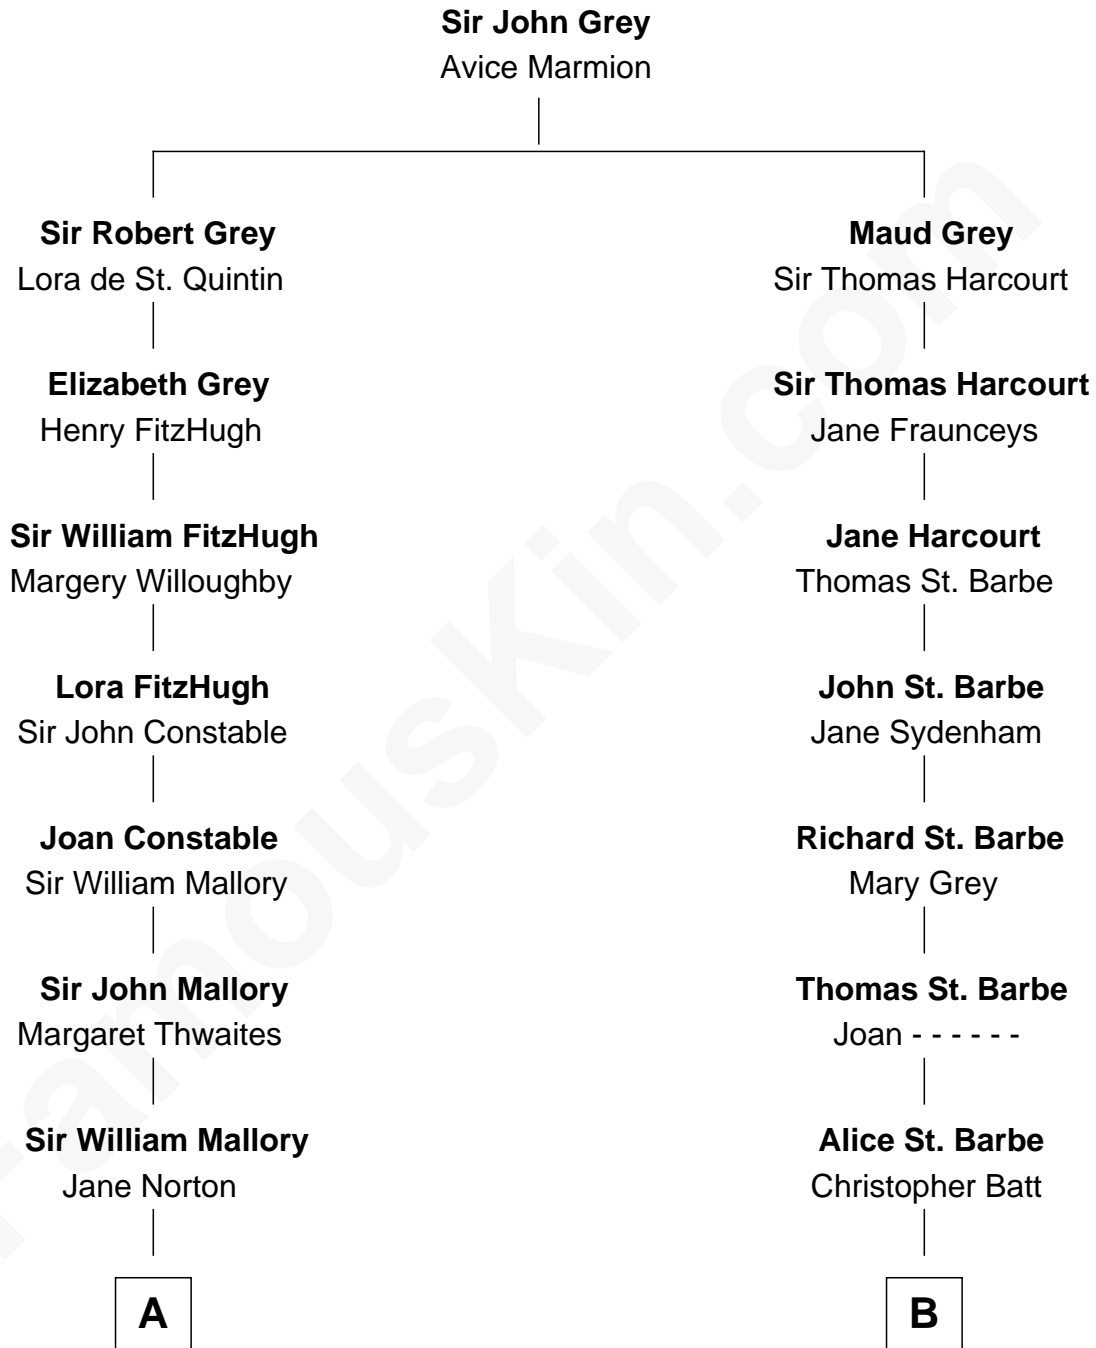 Sir John Grey
Avice Marmion
Sir Robert Grey
Lora de St. Quintin
Maud Grey
Sir Thomas Harcourt
Elizabeth Grey
Henry FitzHugh
Sir Thomas Harcourt
Jane Fraunceys
Sir William FitzHugh
Margery Willoughby
Jane Harcourt
Thomas St. Barbe
Lora FitzHugh
Sir John Constable
John St. Barbe
Jane Sydenham
Joan Constable
Sir William Mallory
Richard St. Barbe
Mary Grey
Sir John Mallory
Margaret Thwaites
Thomas St. Barbe
Joan - - - - - -
Sir William Mallory
Jane Norton
Alice St. Barbe
Christopher Batt
A
B
FamousKin.com